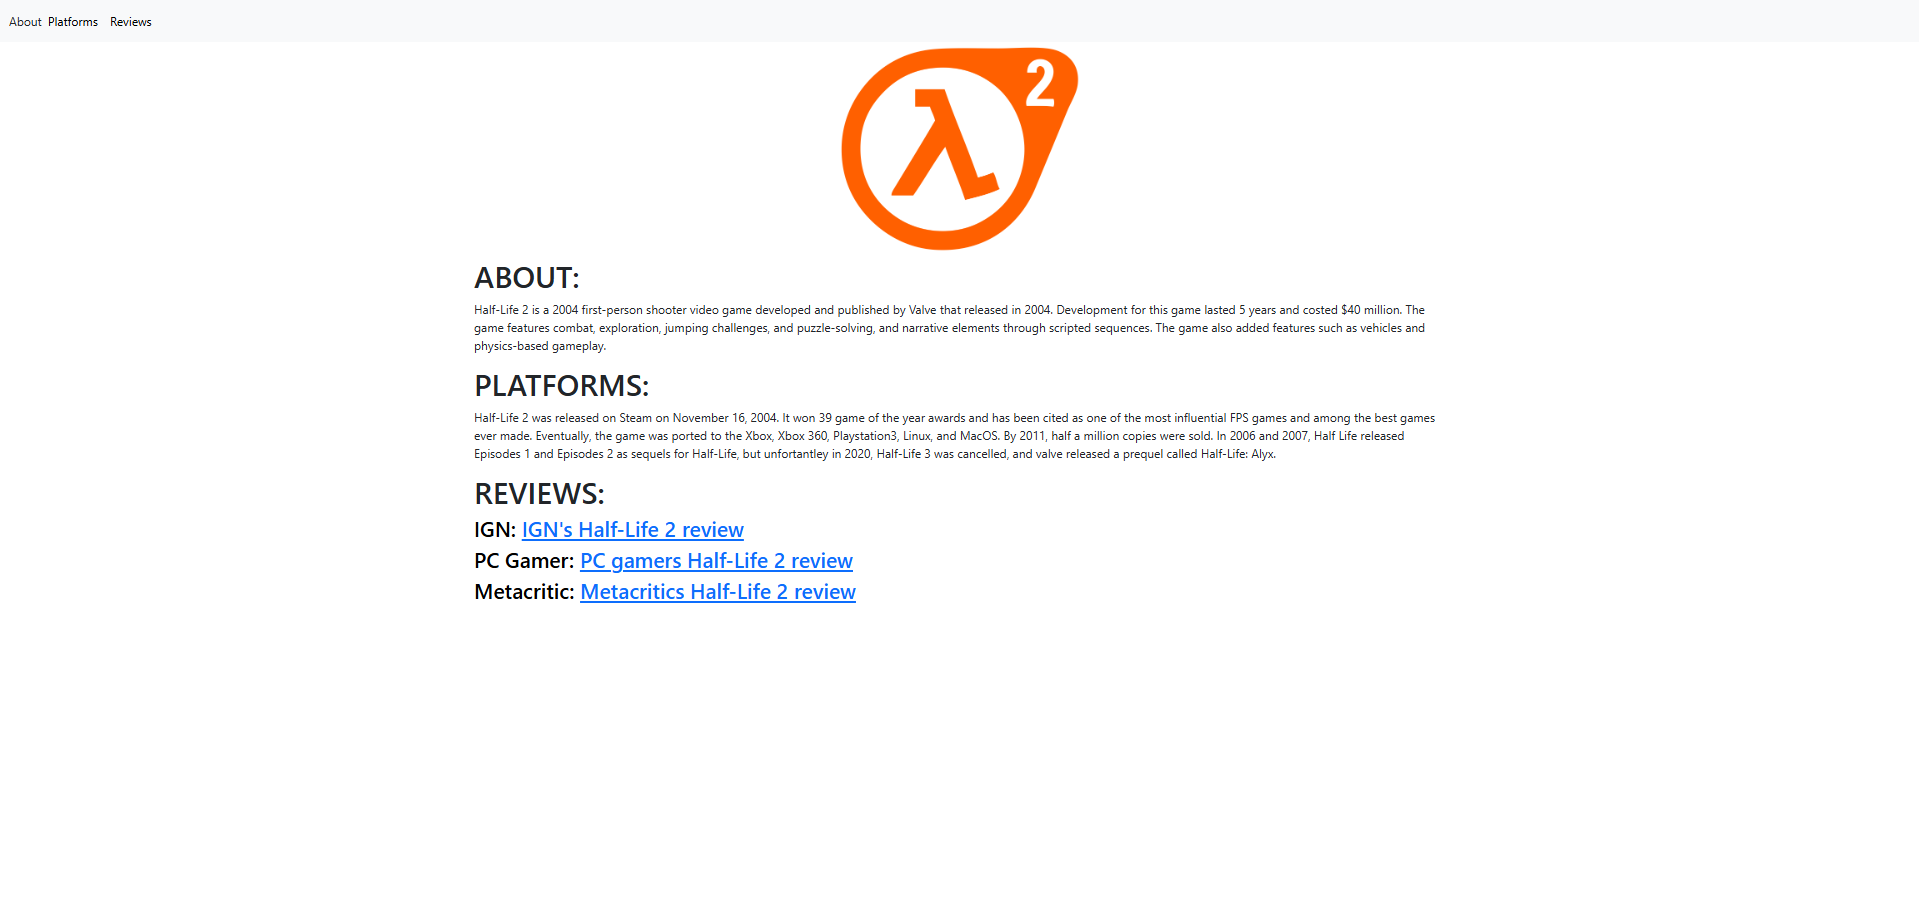 About Platforms Reviews
λ 2
ABOUT:
Half-Life 2 is a 2004 first-person shooter video game developed and published by Valve that released in 2004. Development for this game lasted 5 years and costed $40 million. The
game features combat, exploration, jumping challenges, and puzzle-solving, and narrative elements through scripted sequences. The game also added features such as vehicles and
physics-based gameplay.
PLATFORMS:
Half-Life 2 was released on Steam on November 16, 2004. It won 39 game of the year awards and has been cited as one of the most influential FPS games and among the best games
ever made. Eventually, the game was ported to the Xbox, Xbox 360, Playstation3, Linux, and MacOS. By 2011, half a million copies were sold. In 2006 and 2007, Half Life released
Episodes 1 and Episodes 2 as sequels for Half-Life, but unfortantley in 2020, Half-Life 3 was cancelled, and valve released a prequel called Half-Life: Alyx.
REVIEWS:
IGN: IGN's Half-Life 2 review
PC Gamer: PC gamers Half-Life 2 review
Metacritic: Metacritics Half-Life 2 review